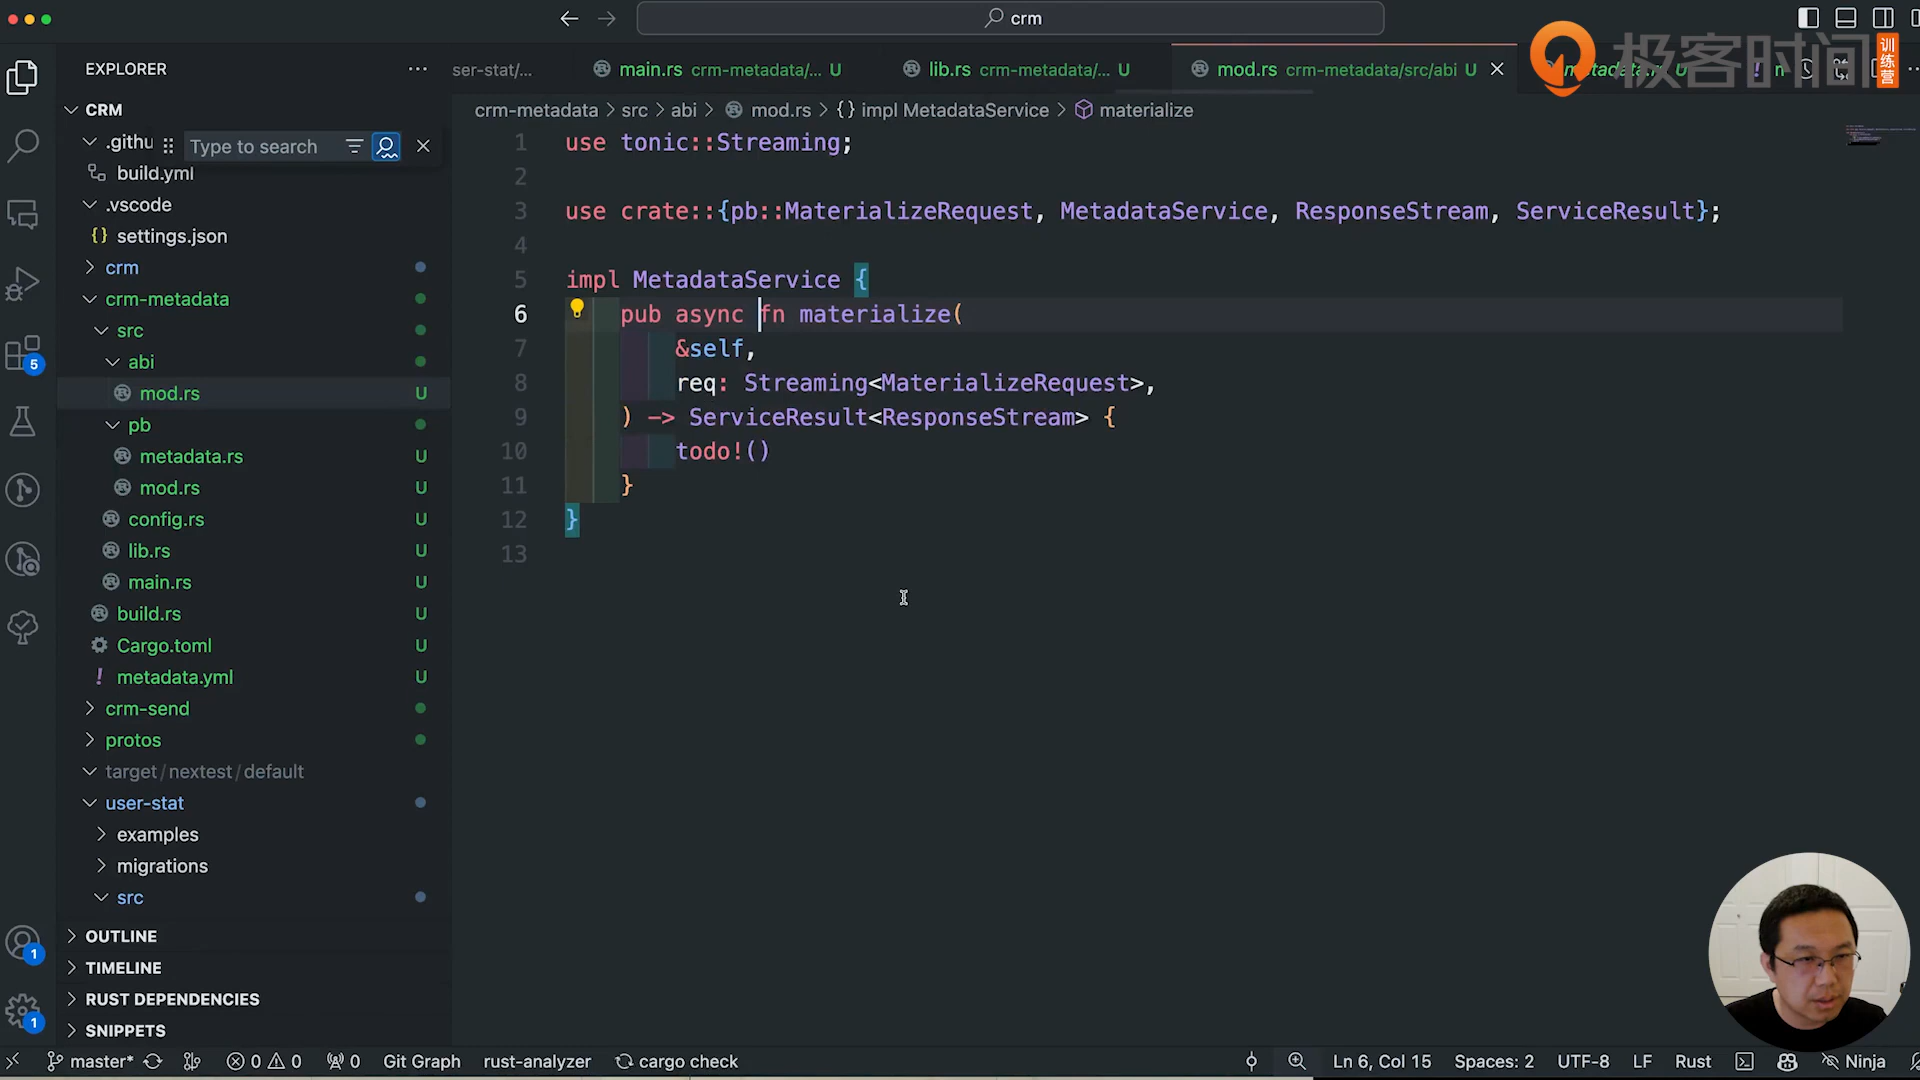 crm
EXPLORER
ser-stat/...
main.rs crm-metadata/... U
lib.rs crm-metadata/... U
mod.rs crm-metadata/src/abi U
极客时间
训练营
CRM
crm-metadata > src > abi > mod.rs > {} impl MetadataService > materialize
.githu
Type to search
build.yml
.vscode
{} settings.json
crm
crm-metadata
src
abi
mod.rs U
pb
metadata.rs U
mod.rs U
config.rs U
lib.rs U
main.rs U
build.rs U
Cargo.toml U
! metadata.yml U
crm-send
protos
target/nextest/default
user-stat
examples
migrations
src
OUTLINE
TIMELINE
RUST DEPENDENCIES
SNIPPETS
5
1
1
1 use tonic::Streaming;
2
3 use crate::{pb::MaterializeRequest, MetadataService, ResponseStream, ServiceResult};
4
5 impl MetadataService {
6 pub async fn materialize(
7 &self,
8 req: Streaming<MaterializeRequest>,
9 ) -> ServiceResult<ResponseStream> {
10 todo!()
11 }
12 }
13
master* 0 0 0 Git Graph rust-analyzer cargo check Ln 6, Col 15 Spaces: 2 UTF-8 LF Rust Ninja